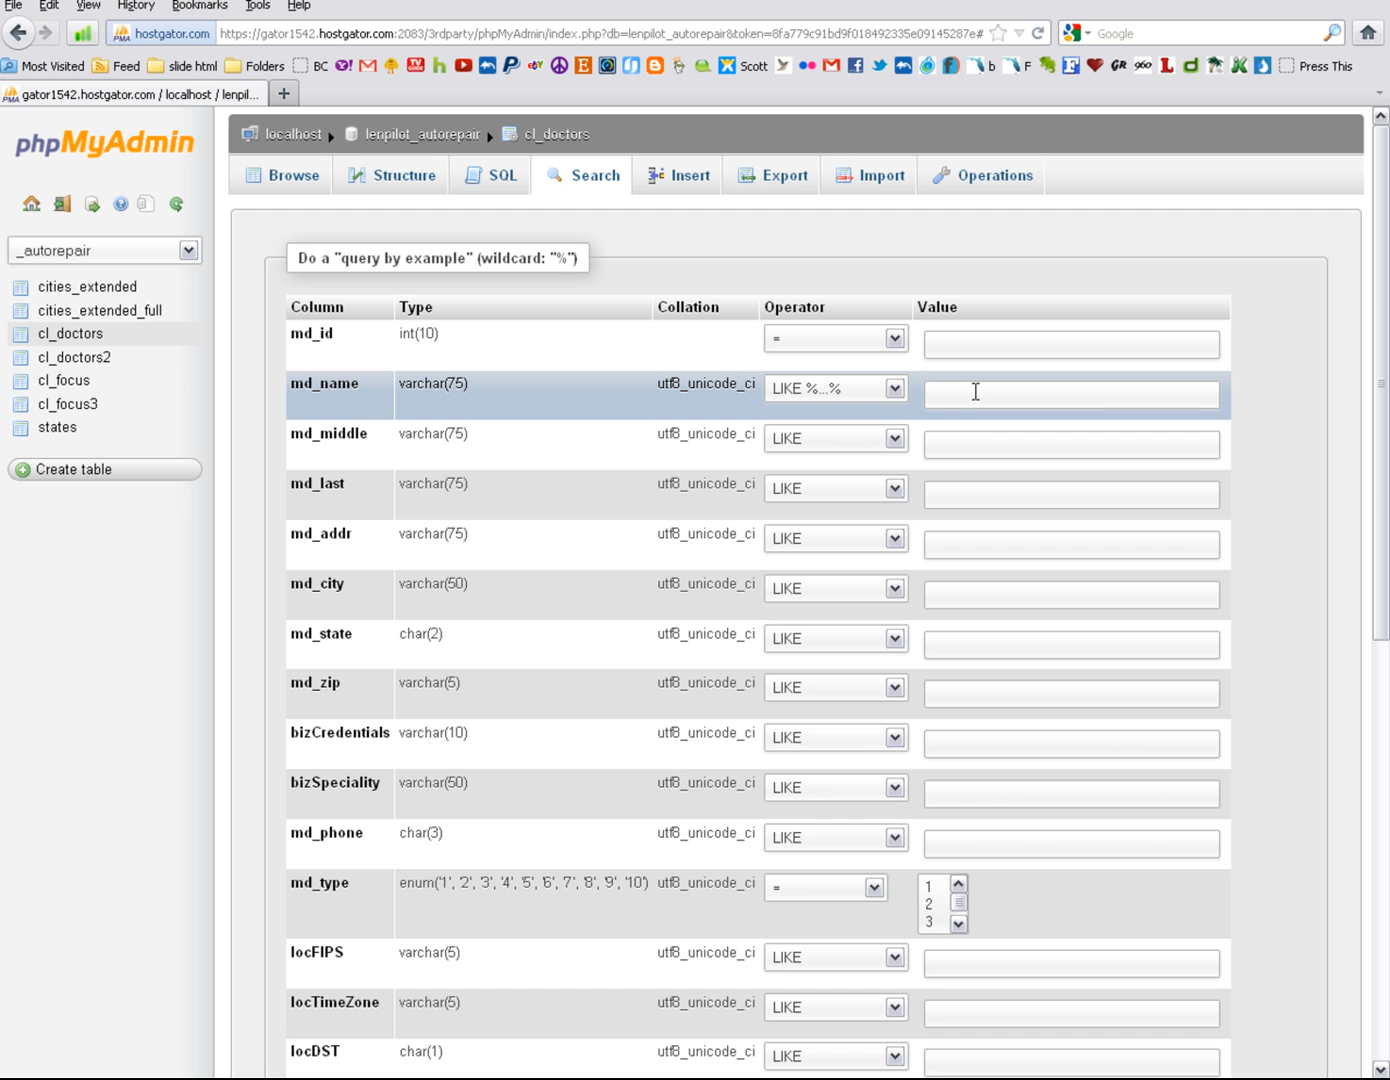 File Edit View History Bookmarks Tools Help
hostgator.com https://gator1542.hostgator.com:2083/3rdparty/phpMyAdmin/index.php?db=lenpilot_autorepair&token=8fa779c91bd9f018492335e09145287e# Google
Most Visited Feed slide html Folders BC Scott b F GR 960 L d Press This
gator1542.hostgator.com / localhost / lenpil... +
phpMyAdmin
localhost lenpilot_autorepair cl_doctors
Browse Structure SQL Search Insert Export Import Operations
_autorepair
cities_extended
cities_extended_full
cl_doctors
cl_doctors2
cl_focus
cl_focus3
states
Create table
Do a "query by example" (wildcard: "%")
Column Type Collation Operator Value
md_id int(10) =
md_name varchar(75) utf8_unicode_ci LIKE %...%
md_middle varchar(75) utf8_unicode_ci LIKE
md_last varchar(75) utf8_unicode_ci LIKE
md_addr varchar(75) utf8_unicode_ci LIKE
md_city varchar(50) utf8_unicode_ci LIKE
md_state char(2) utf8_unicode_ci LIKE
md_zip varchar(5) utf8_unicode_ci LIKE
bizCredentials varchar(10) utf8_unicode_ci LIKE
bizSpeciality varchar(50) utf8_unicode_ci LIKE
md_phone char(3) utf8_unicode_ci LIKE
md_type enum('1', '2', '3', '4', '5', '6', '7', '8', '9', '10') utf8_unicode_ci = 1
2
3
locFIPS varchar(5) utf8_unicode_ci LIKE
locTimeZone varchar(5) utf8_unicode_ci LIKE
locDST char(1) utf8_unicode_ci LIKE